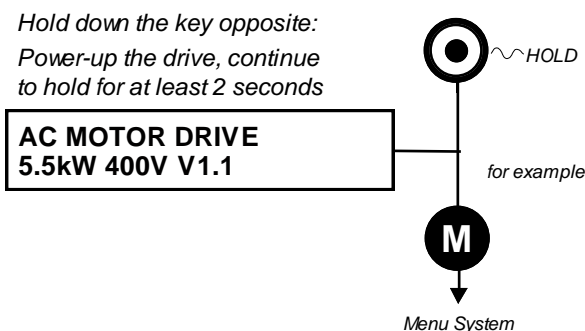 Hold down the key opposite:
Power-up the drive, continue
to hold for at least 2 seconds
HOLD
AC MOTOR DRIVE
5.5kW 400V V1.1
for example
M
Menu System